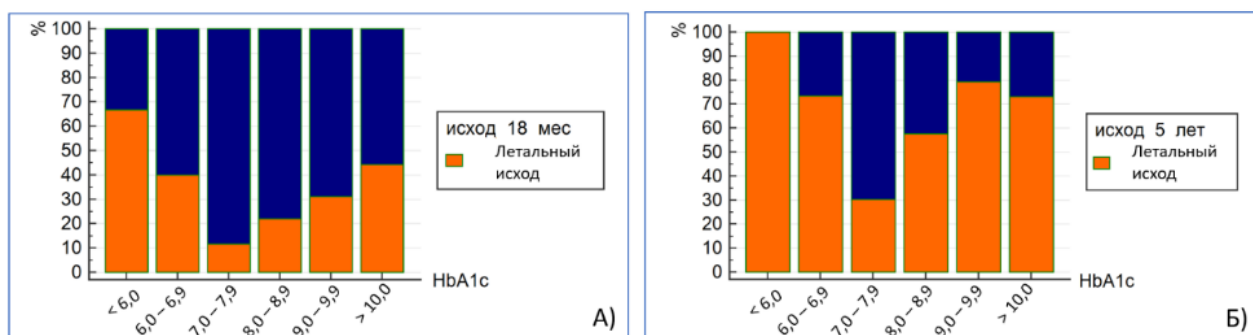 %
100
90
80
70
60
50
40
30
20
10
0
< 6,0
6,0 – 6,9
7,0 – 7,9
8,0 – 8,9
9,0 – 9,9
> 10,0
HbA1c
исход 18 мес
Летальный
исход
А)
%
100
90
80
70
60
50
40
30
20
10
0
< 6,0
6,0 – 6,9
7,0 – 7,9
8,0 – 8,9
9,0 – 9,9
> 10,0
HbA1c
исход 5 лет
Летальный
исход
Б)